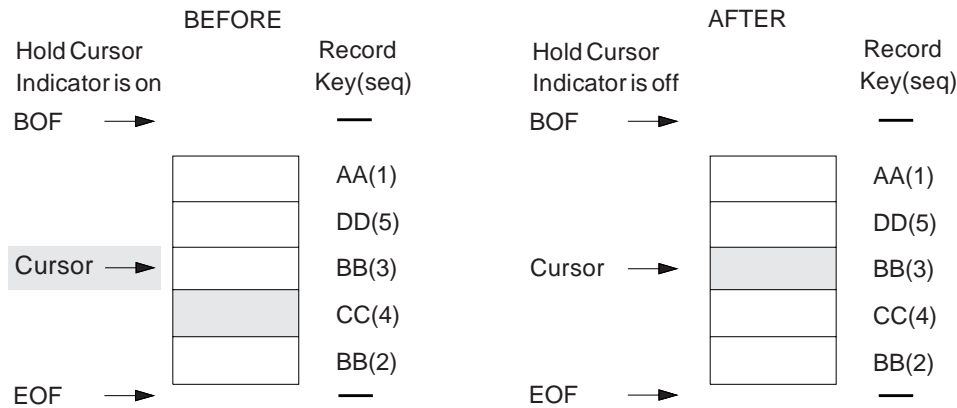 BEFORE
Hold Cursor
Indicator is on
Record
Key(seq)
BOF
AA(1)
DD(5)
Cursor
BB(3)
CC(4)
BB(2)
EOF
AFTER
Hold Cursor
Indicator is off
Record
Key(seq)
BOF
AA(1)
DD(5)
Cursor
BB(3)
CC(4)
BB(2)
EOF